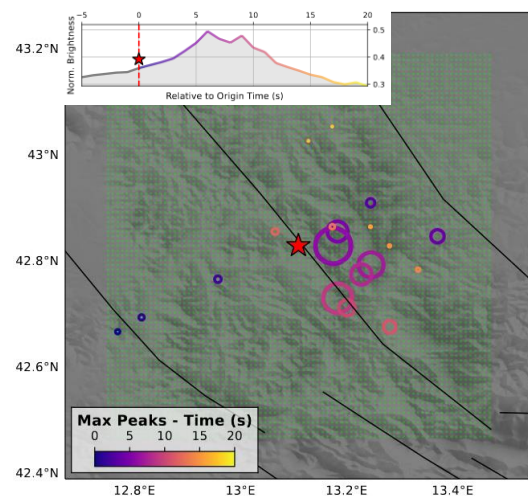 −5 0 5 10 15 20
Norm. Brightness
0.5
0.4
0.3
Relative to Origin Time (s)
43.2°N
43°N
42.8°N
42.6°N
42.4°N
Max Peaks - Time (s)
0 5 10 15 20
12.8°E 13°E 13.2°E 13.4°E